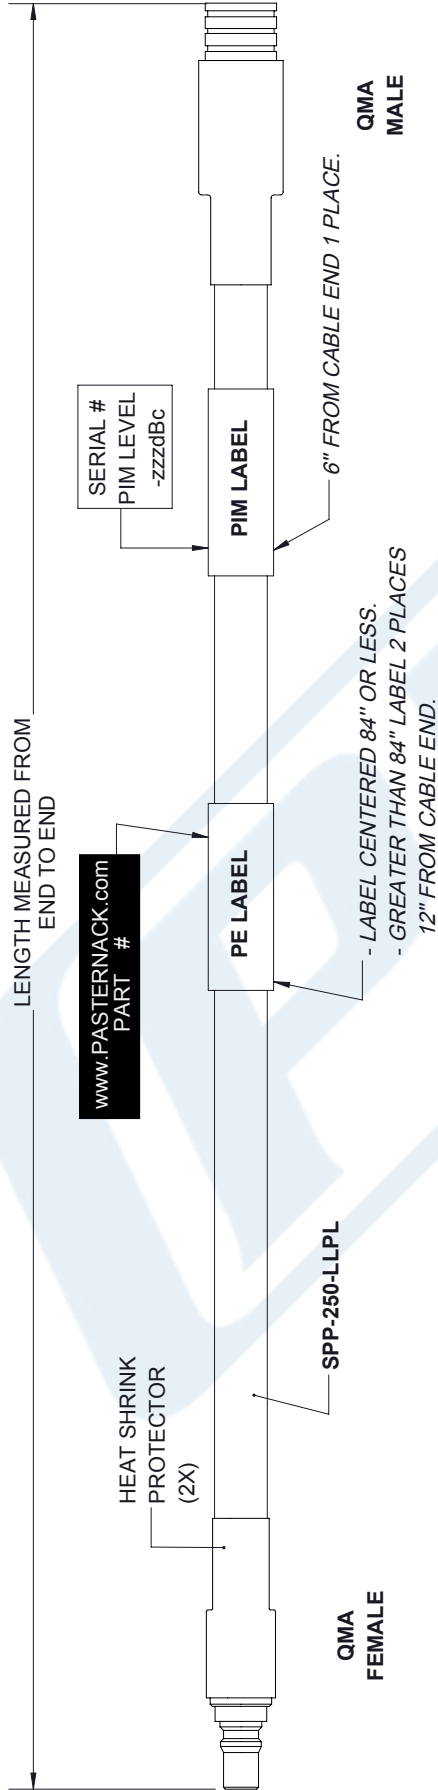 LENGTH MEASURED FROM
END TO END
www.PASTERNACK.com
PART #
SERIAL #
PIM LEVEL
-zzzdBc
HEAT SHRINK
PROTECTOR
(2X)
PE LABEL
PIM LABEL
SPP-250-LLPL
- LABEL CENTERED 84" OR LESS.
- GREATER THAN 84" LABEL 2 PLACES
12" FROM CABLE END.
6" FROM CABLE END 1 PLACE.
QMA
FEMALE
QMA
MALE